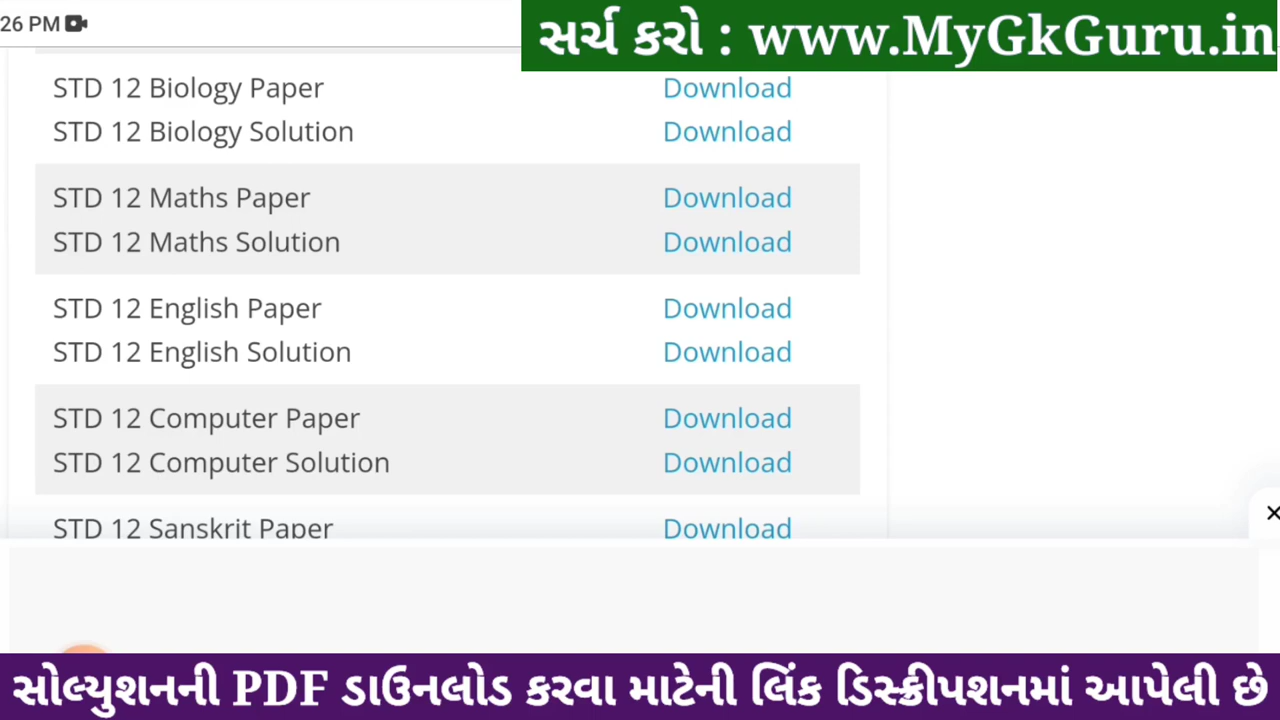 26 PM
સર્ચ કરો : www.MyGkGuru.in
STD 12 Biology Paper Download
STD 12 Biology Solution Download
STD 12 Maths Paper Download
STD 12 Maths Solution Download
STD 12 English Paper Download
STD 12 English Solution Download
STD 12 Computer Paper Download
STD 12 Computer Solution Download
STD 12 Sanskrit Paper Download
સોલ્યુશનની PDF ડાઉનલોડ કરવા માટેની લિંક ડિસ્ક્રીપશનમાં આપેલી છે